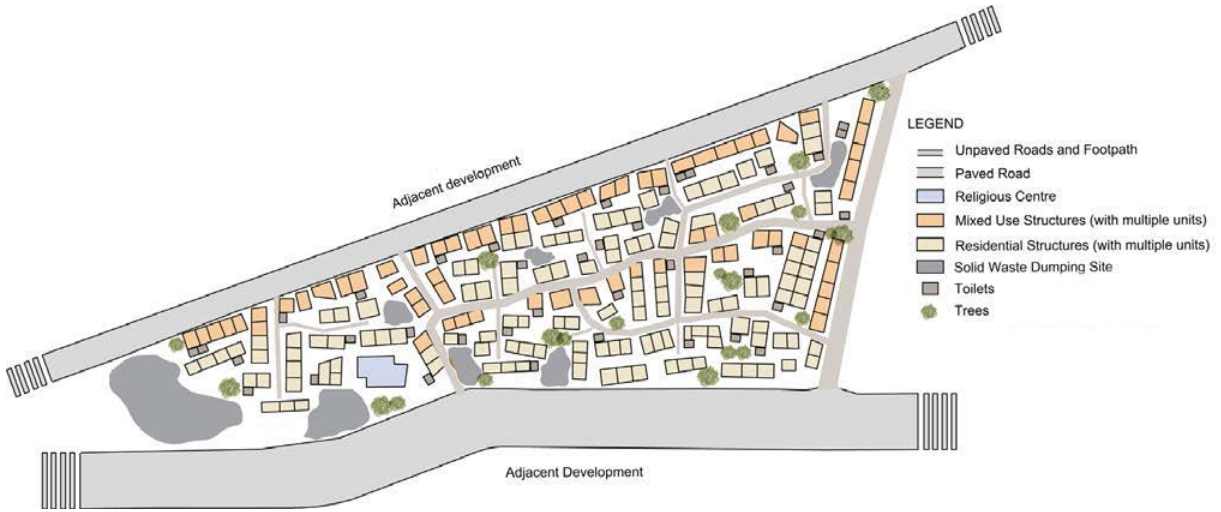 Adjacent development
LEGEND
Unpaved Roads and Footpath
Paved Road
Religious Centre
Mixed Use Structures (with multiple units)
Residential Structures (with multiple units)
Solid Waste Dumping Site
Toilets
Trees
Adjacent Development